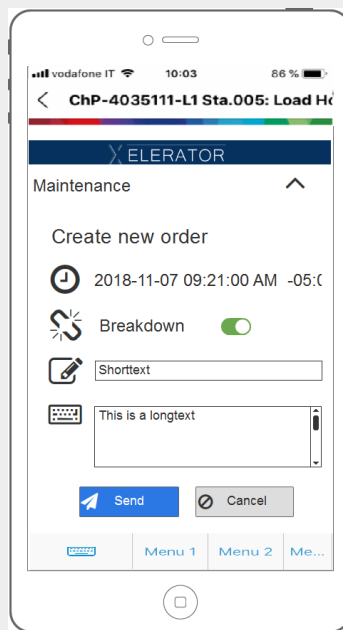 vodafone IT 10:03 86 %
ChP-4035111-L1 Sta.005: Load Ho
XELERATOR
Maintenance
Create new order
2018-11-07 09:21:00 AM -05:0
Breakdown
Shorttext
This is a longtext
Send Cancel
Menu 1 Menu 2 Me...